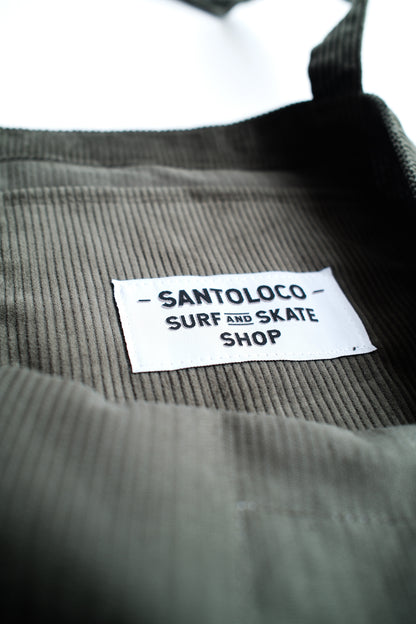 - SANTOLOCO -
SURF AND SKATE
SHOP